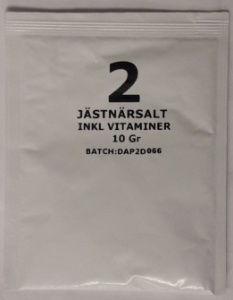 2
JÄSTNÄRSALT
INKL VITAMINER
10 Gr
BATCH:DAP2D066